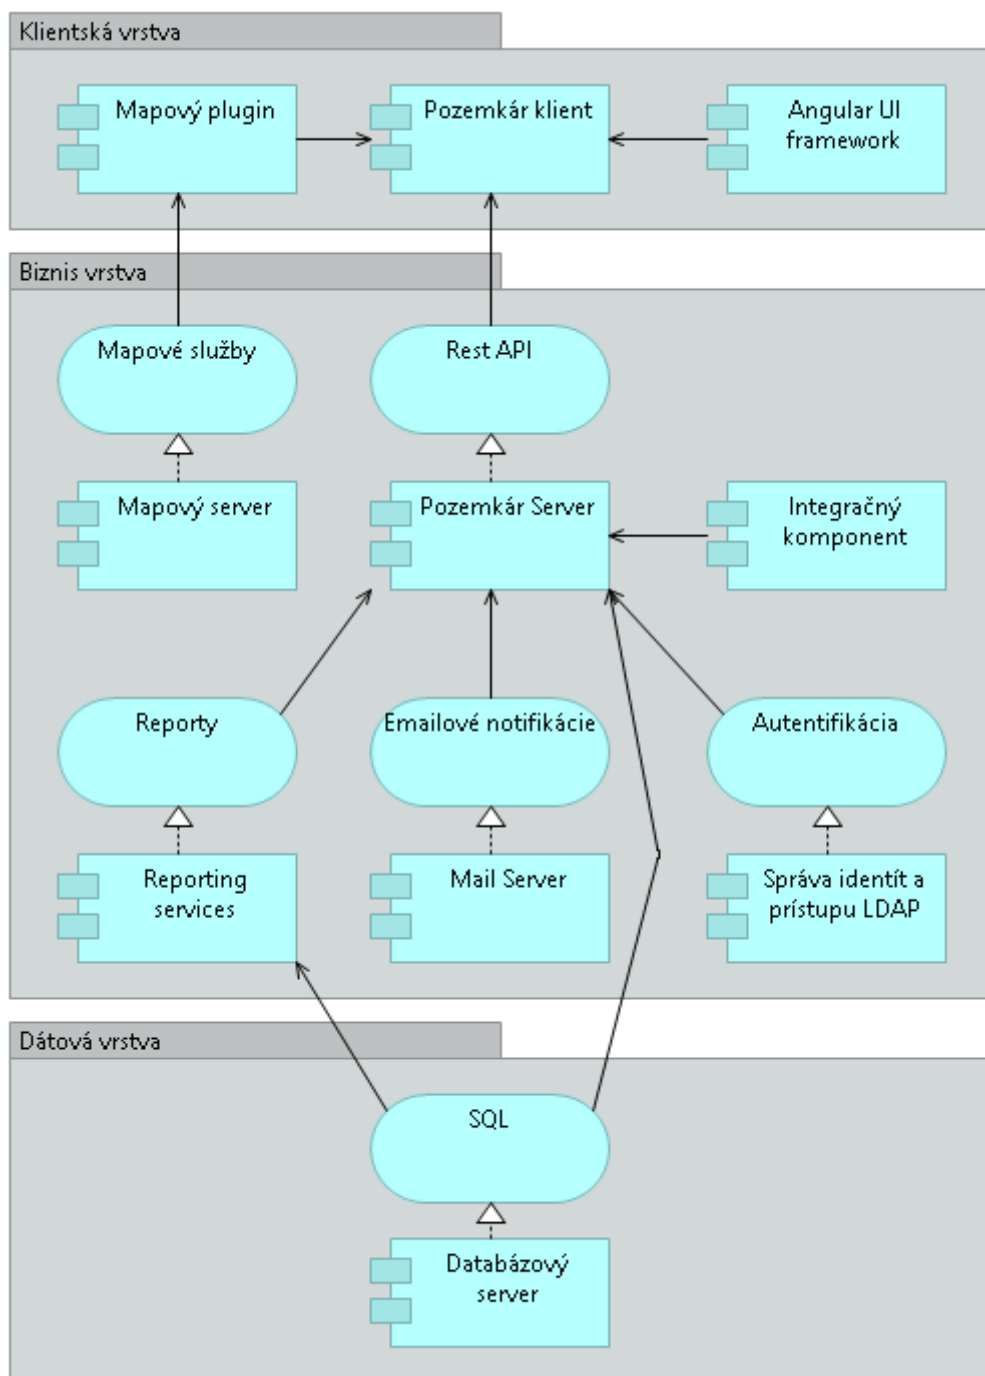 Klientská vrstva
Mapový plugin
Pozemkár klient
Angular UI
framework
Biznis vrstva
Mapové služby
Rest API
Mapový server
Pozemkár Server
Integračný
komponent
Reporty
Emailové notifikácie
Autentifikácia
Reporting
services
Mail Server
Správa identít a
prístupu LDAP
Dátová vrstva
SQL
Databázový
server